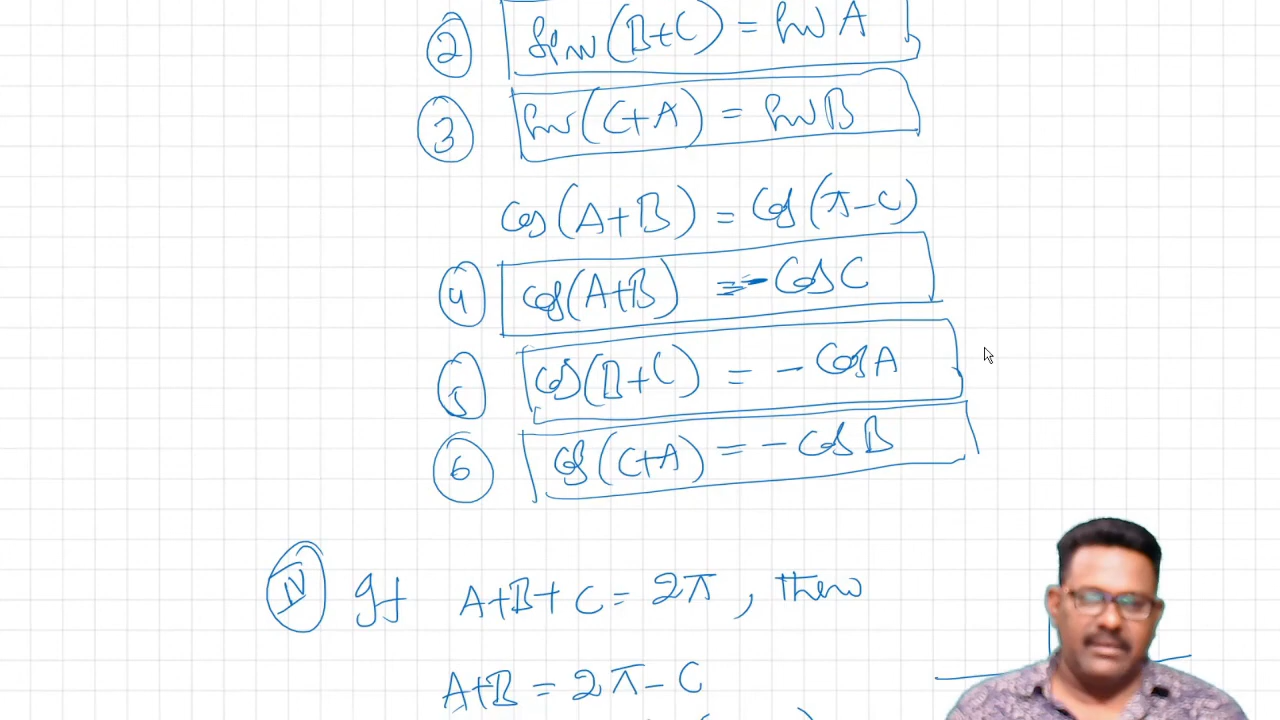 ② Sin(B+C) = Sin A
③ Sin(C+A) = Sin B
Cos(A+B) = Cos(π-C)
④ Cos(A+B) = -Cos C
⑤ Cos(B+C) = -Cos A
⑥ Cos(C+A) = -Cos B
Ⅳ If A+B+C = 2π, then
A+B = 2π-C